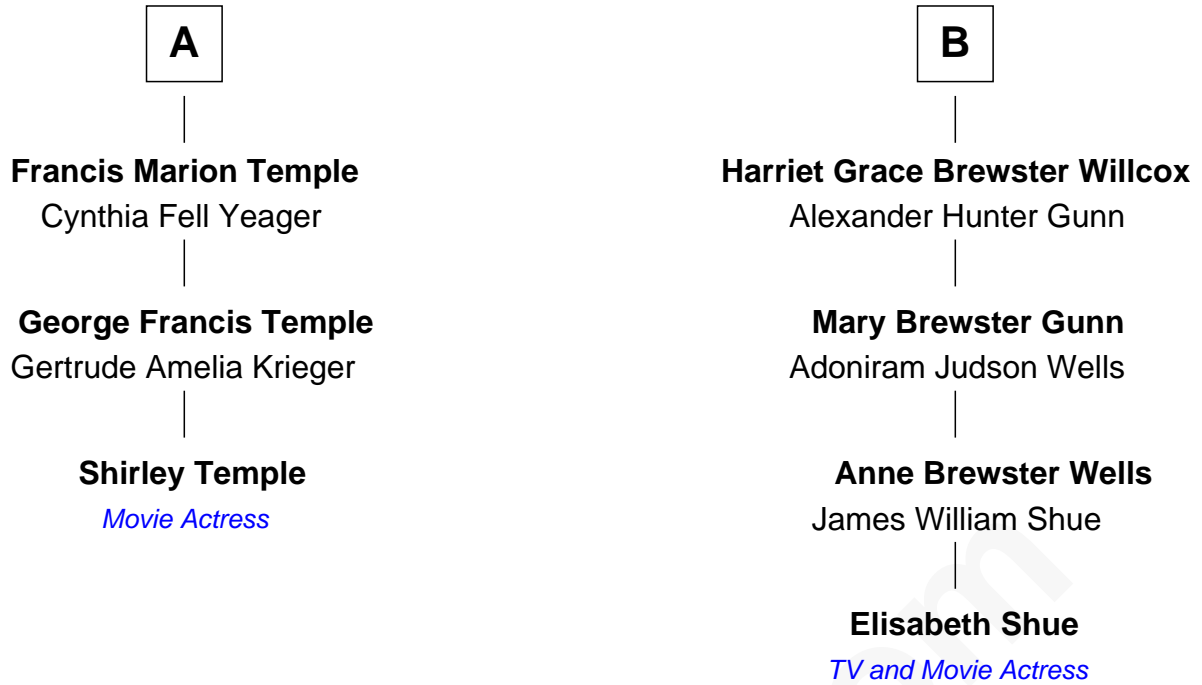 A
Francis Marion Temple
Cynthia Fell Yeager
George Francis Temple
Gertrude Amelia Krieger
Shirley Temple
Movie Actress
B
Harriet Grace Brewster Willcox
Alexander Hunter Gunn
Mary Brewster Gunn
Adoniram Judson Wells
Anne Brewster Wells
James William Shue
Elisabeth Shue
TV and Movie Actress